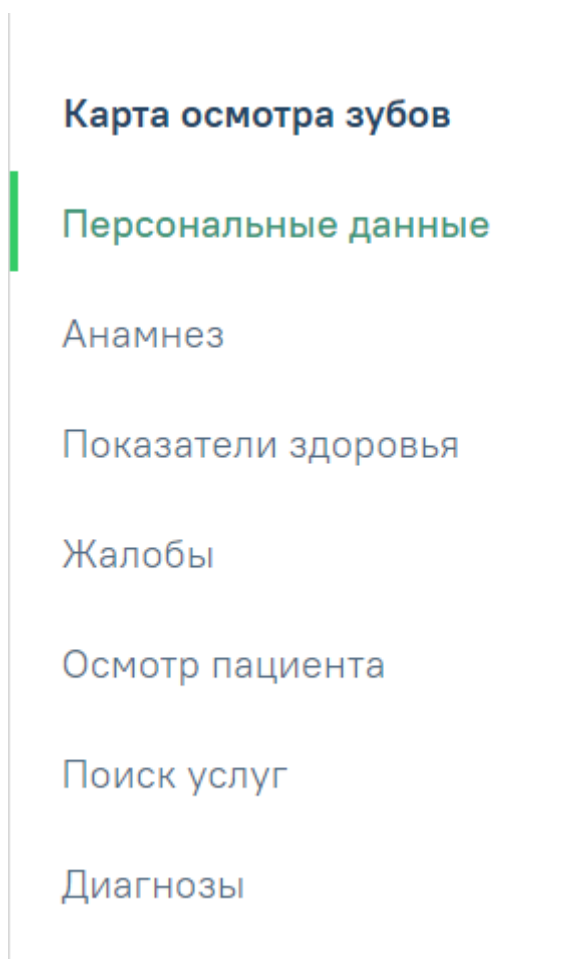 Карта осмотра зубов
Персональные данные
Анамнез
Показатели здоровья
Жалобы
Осмотр пациента
Поиск услуг
Диагнозы